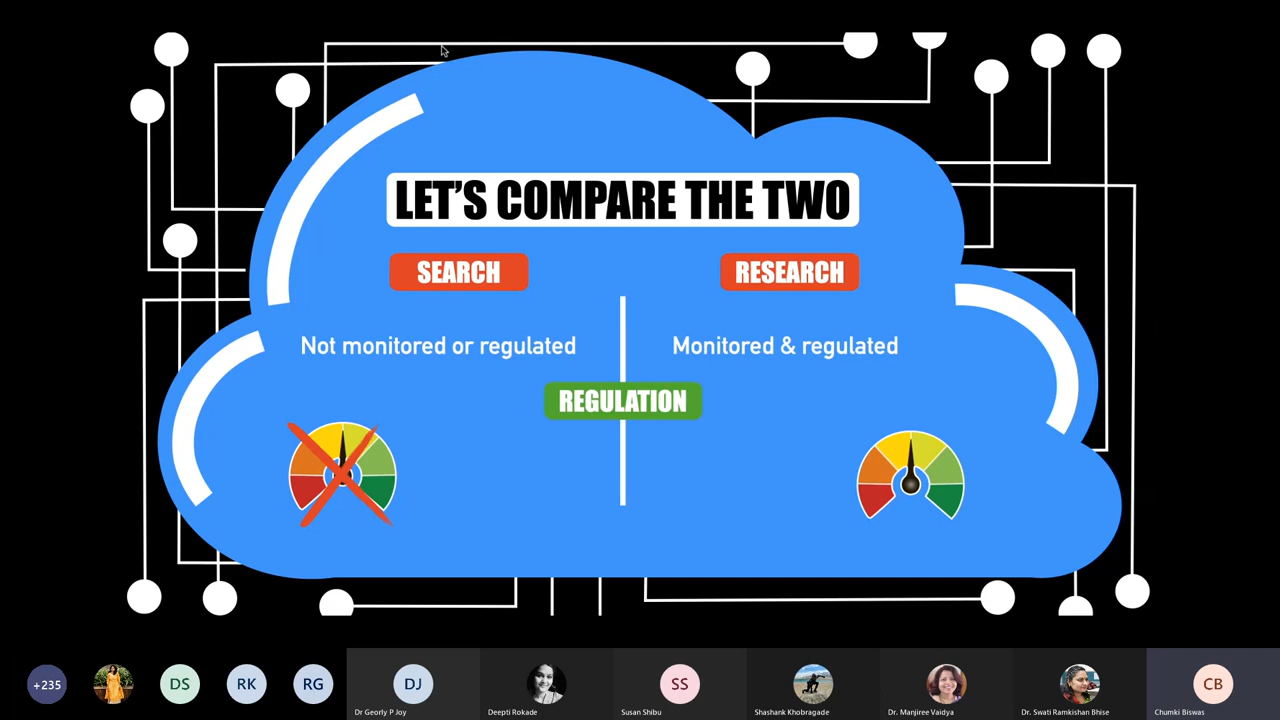 LET'S COMPARE THE TWO
SEARCH
RESEARCH
Not monitored or regulated
Monitored & regulated
REGULATION
+235
DS
RK
RG
DJ
SS
CB
Dr Georly P Joy
Deepti Rokade
Susan Shibu
Shashank Khobragade
Dr. Manjiree Vaidya
Dr. Swati Ramkishan Bhise
Chumki Biswas